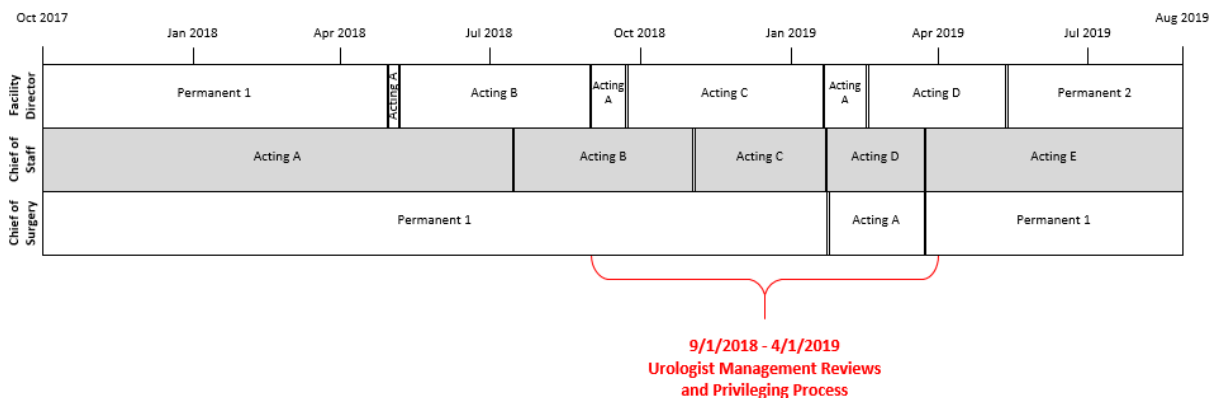 Oct 2017
Aug 2019
Jan 2018
Apr 2018
Jul 2018
Oct 2018
Jan 2019
Apr 2019
Jul 2019
Facility
Director
Permanent 1
Acting A
Acting B
Acting
A
Acting C
Acting
A
Acting D
Permanent 2
Chief of
Staff
Acting A
Acting B
Acting C
Acting D
Acting E
Chief of
Surgery
Permanent 1
Acting A
Permanent 1
9/1/2018 - 4/1/2019
Urologist Management Reviews
and Privileging Process